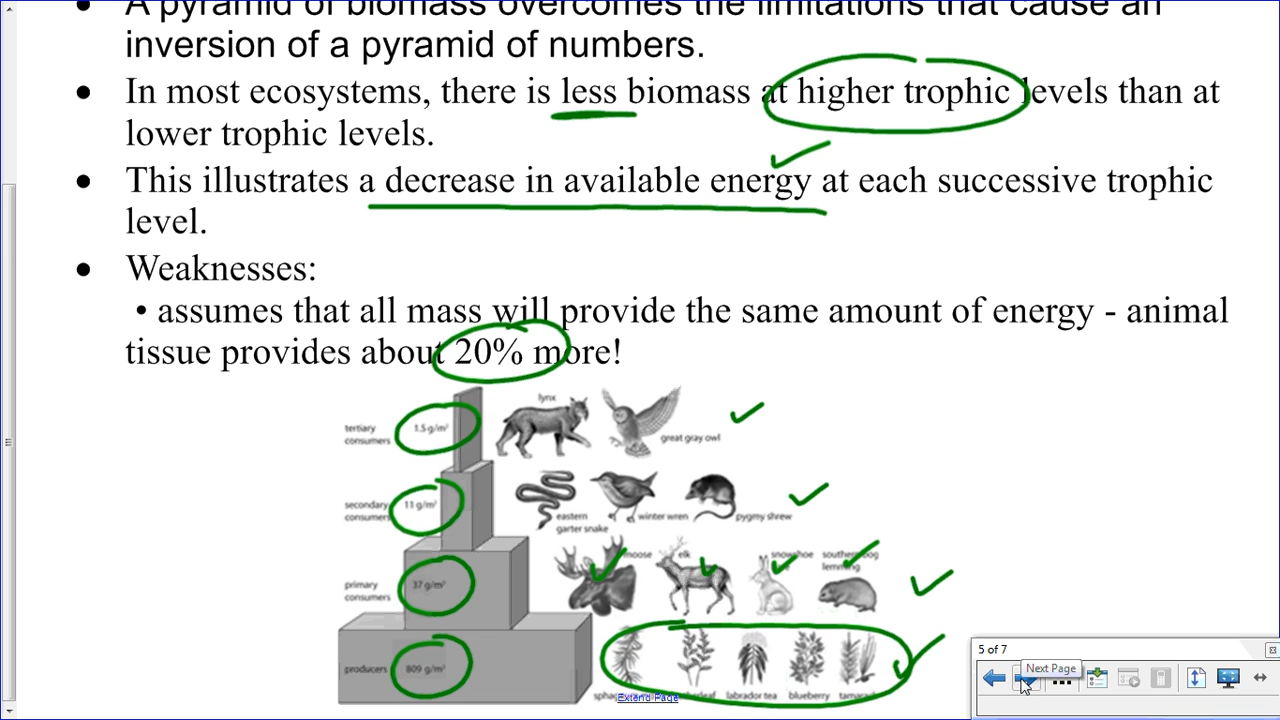 • A pyramid of biomass overcomes the limitations that cause an
inversion of a pyramid of numbers.
• In most ecosystems, there is less biomass at higher trophic levels than at
lower trophic levels.
• This illustrates a decrease in available energy at each successive trophic
level.
• Weaknesses:
• assumes that all mass will provide the same amount of energy - animal
tissue provides about 20% more!
lynx
tertiary
consumers
1.5 g/m²
great gray owl
secondary
consumers
11 g/m²
eastern
garter snake
winter wren
pygmy shrew
moose
elk
snowshoe
southern bog
lemming
primary
consumers
37 g/m²
producers
809 g/m²
labrador tea
blueberry
Extend Page
5 of 7
Next Page